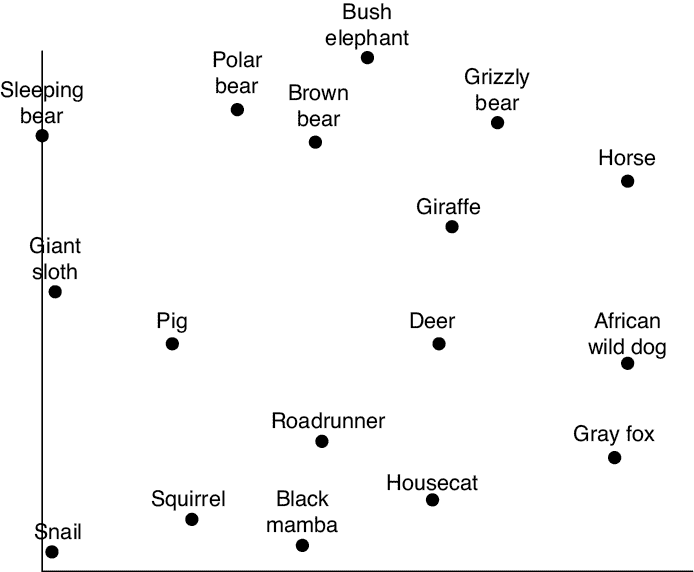 Bush
elephant
Polar
bear
Grizzly
bear
Sleeping
bear
Brown
bear
Horse
Giraffe
Giant
sloth
Pig
Deer
African
wild dog
Roadrunner
Gray fox
Housecat
Squirrel
Black
mamba
Snail